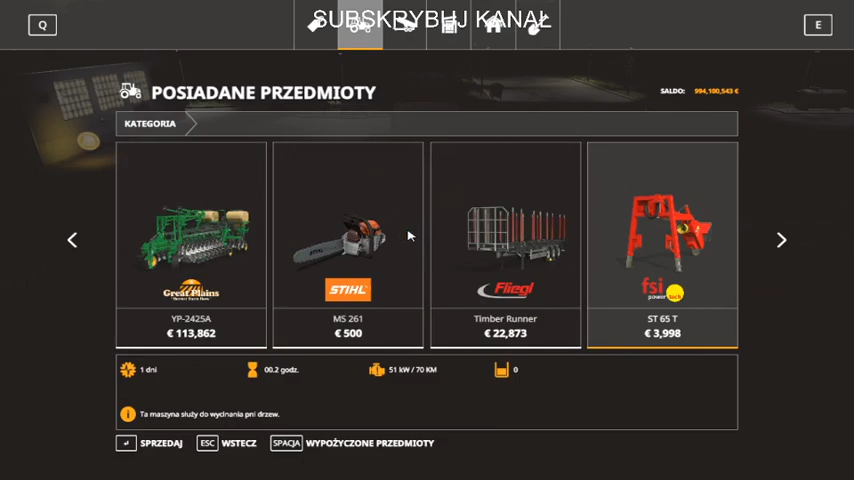 SUBSKRYBUJ KANAŁ
Q
E
POSIADANE PRZEDMIOTY
SALDO: 994,100,543 €
KATEGORIA
Great Plains
STIHL
Fliegl
fsi power tack
YP-2425A
MS 261
Timber Runner
ST 65 T
€ 113,862
€ 500
€ 22,873
€ 3,998
1 dni
00.2 godz.
51 kW / 70 KM
0
Ta maszyna służy do wycinania pni drzew.
SPRZEDAJ
ESC WSTECZ
SPACJA WYPOŻYCZONE PRZEDMIOTY